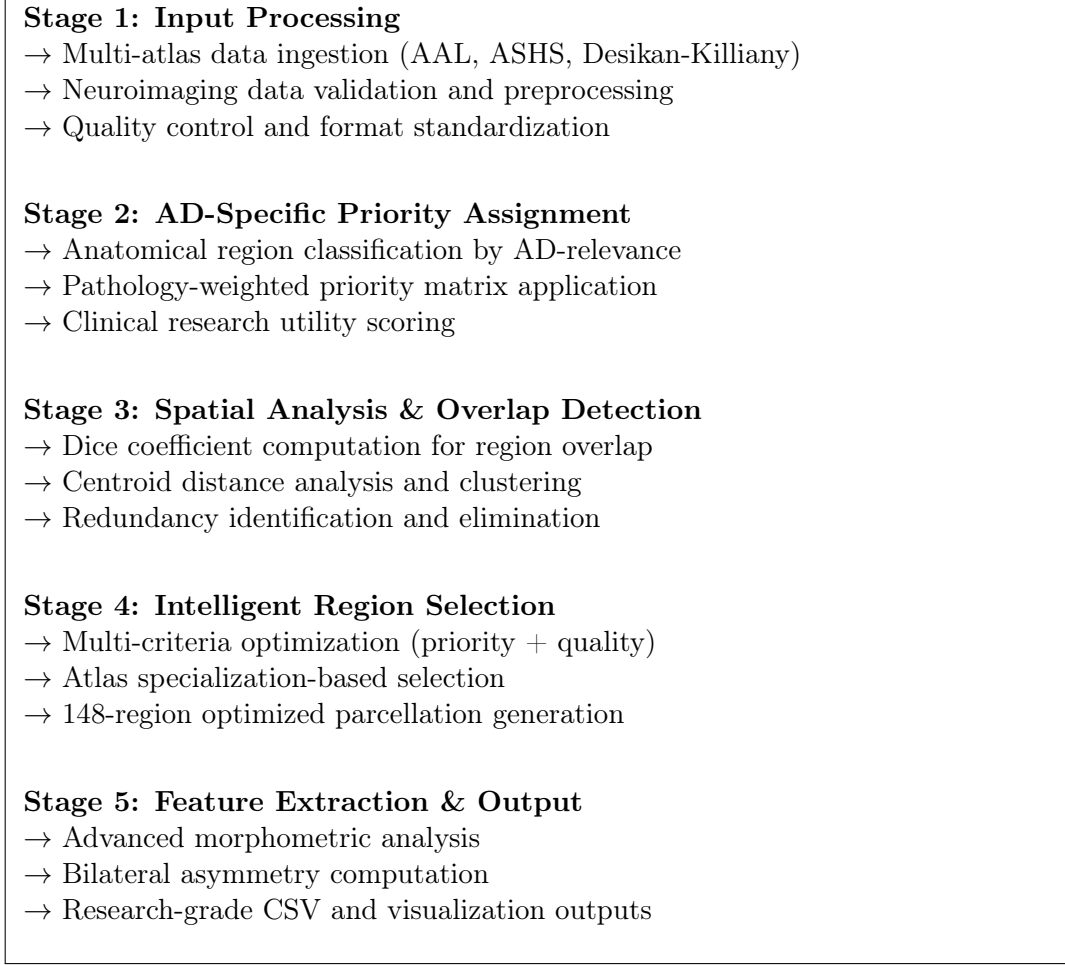 Stage 1: Input Processing
→ Multi-atlas data ingestion (AAL, ASHS, Desikan-Killiany)
→ Neuroimaging data validation and preprocessing
→ Quality control and format standardization
Stage 2: AD-Specific Priority Assignment
→ Anatomical region classification by AD-relevance
→ Pathology-weighted priority matrix application
→ Clinical research utility scoring
Stage 3: Spatial Analysis & Overlap Detection
→ Dice coefficient computation for region overlap
→ Centroid distance analysis and clustering
→ Redundancy identification and elimination
Stage 4: Intelligent Region Selection
→ Multi-criteria optimization (priority + quality)
→ Atlas specialization-based selection
→ 148-region optimized parcellation generation
Stage 5: Feature Extraction & Output
→ Advanced morphometric analysis
→ Bilateral asymmetry computation
→ Research-grade CSV and visualization outputs